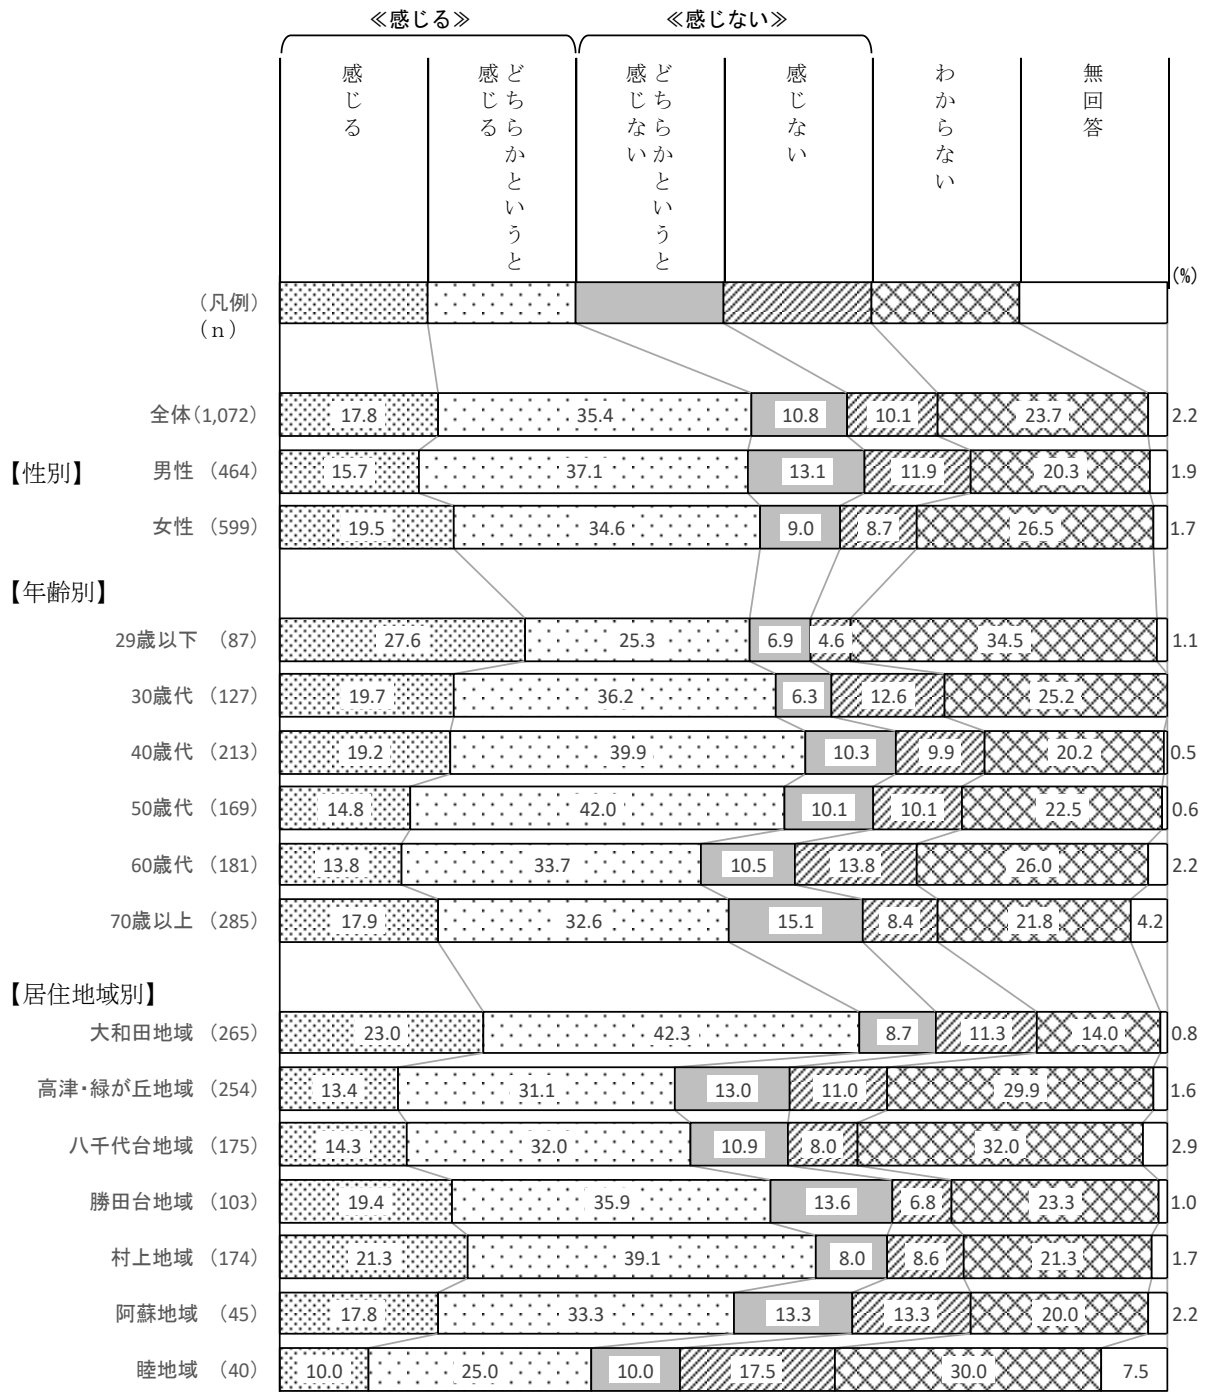 ≪感じる≫ ≪感じない≫
感じる
どちらかというと
感じる
どちらかというと
感じない
感じない
わからない
無回答
(%)
（凡例）
（n）
全体(1,072) 17.8 35.4 10.8 10.1 23.7 2.2
【性別】 男性 (464) 15.7 37.1 13.1 11.9 20.3 1.9
女性 (599) 19.5 34.6 9.0 8.7 26.5 1.7
【年齢別】
29歳以下 (87) 27.6 25.3 6.9 4.6 34.5 1.1
30歳代 (127) 19.7 36.2 6.3 12.6 25.2
40歳代 (213) 19.2 39.9 10.3 9.9 20.2 0.5
50歳代 (169) 14.8 42.0 10.1 10.1 22.5 0.6
60歳代 (181) 13.8 33.7 10.5 13.8 26.0 2.2
70歳以上 (285) 17.9 32.6 15.1 8.4 21.8 4.2
【居住地域別】
大和田地域 (265) 23.0 42.3 8.7 11.3 14.0 0.8
高津・緑が丘地域 (254) 13.4 31.1 13.0 11.0 29.9 1.6
八千代台地域 (175) 14.3 32.0 10.9 8.0 32.0 2.9
勝田台地域 (103) 19.4 35.9 13.6 6.8 23.3 1.0
村上地域 (174) 21.3 39.1 8.0 8.6 21.3 1.7
阿蘇地域 (45) 17.8 33.3 13.3 13.3 20.0 2.2
睦地域 (40) 10.0 25.0 10.0 17.5 30.0 7.5